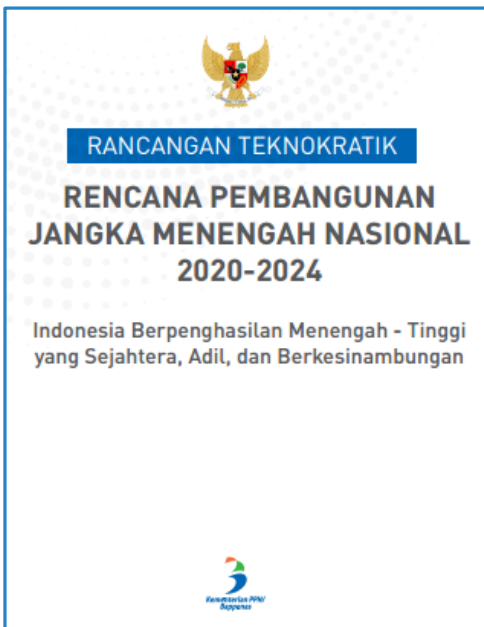 RANCANGAN TEKNOKRATIK
RENCANA PEMBANGUNAN
JANGKA MENENGAH NASIONAL
2020-2024
Indonesia Berpenghasilan Menengah - Tinggi
yang Sejahtera, Adil, dan Berkesinambungan
Kementerian PPN/
Bappenas